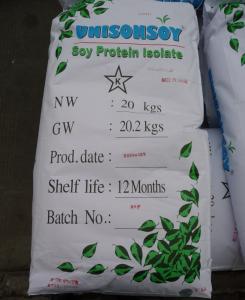 UNISONSOY
Soy Protein Isolate
K
NW : 20 kgs
GW : 20.2 kgs
Prod. date :
Shelf life : 12 Months
Batch No.: